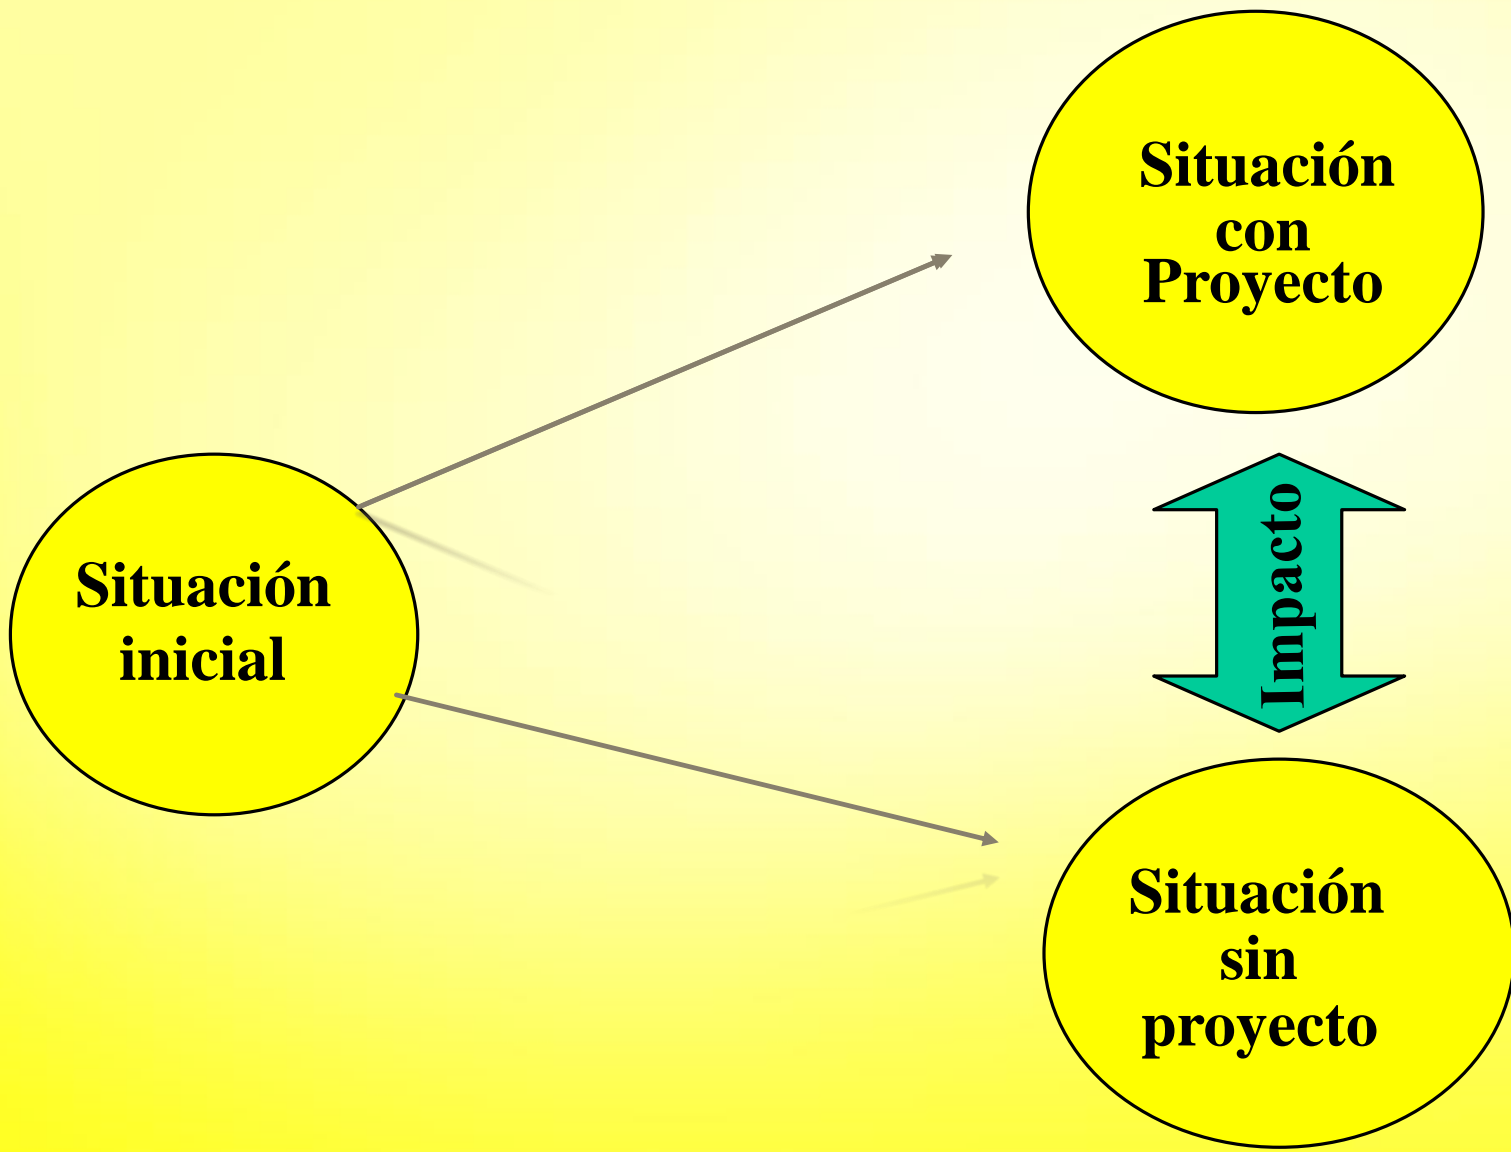 Situación
con
Proyecto
Impacto
Situación
inicial
Situación
sin
proyecto